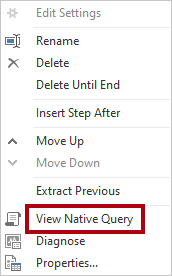 Edit Settings
Rename
Delete
Delete Until End
Insert Step After
Move Up
Move Down
Extract Previous
View Native Query
Diagnose
Properties...